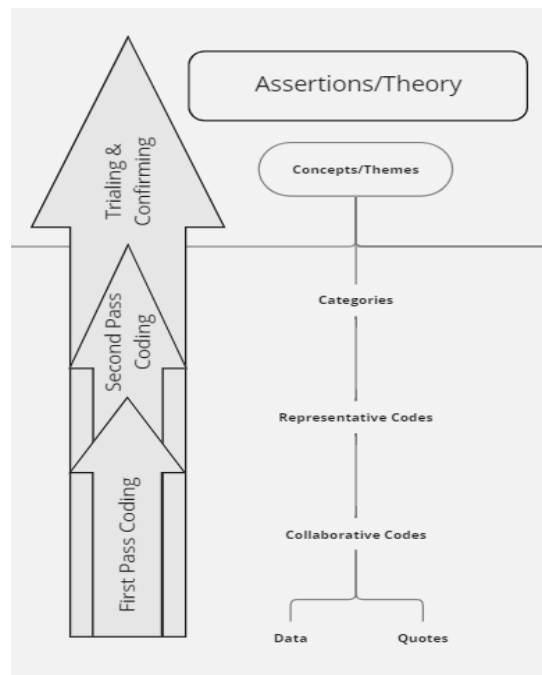 Assertions/Theory
Concepts/Themes
Trialing &
Confirming
Categories
Second Pass
Coding
Representative Codes
Collaborative Codes
First Pass Coding
Data
Quotes